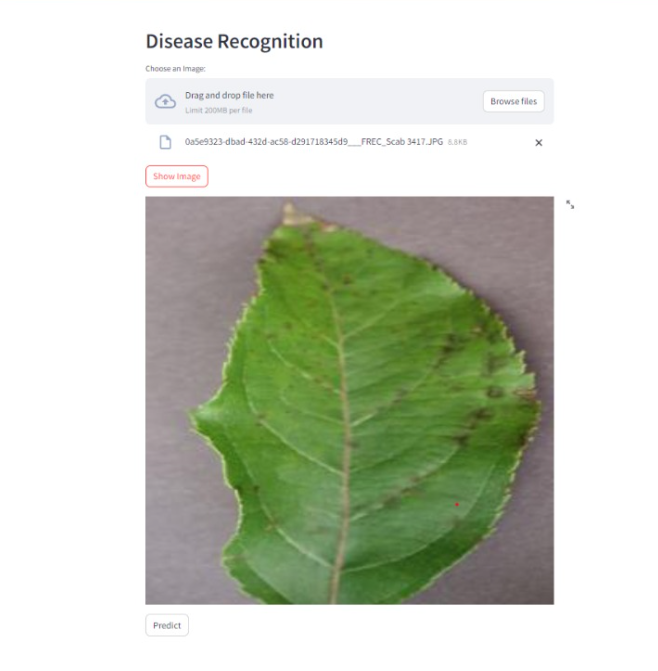 Disease Recognition
Choose an Image:
Drag and drop file here
Limit 200MB per file
Browse files
0a5e9323-dbad-432d-ac58-d291718345d9___FREC_Scab 3417.JPG 6.8KB
Show Image
Predict